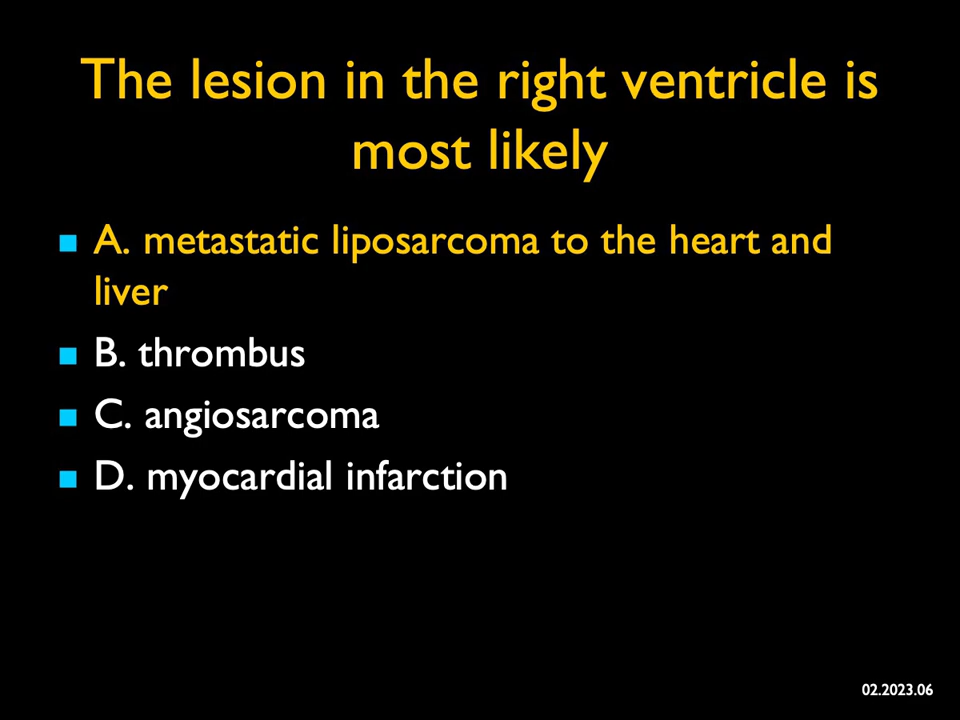 The lesion in the right ventricle is
most likely
A. metastatic liposarcoma to the heart and
liver
B. thrombus
C. angiosarcoma
D. myocardial infarction
02.2023.06